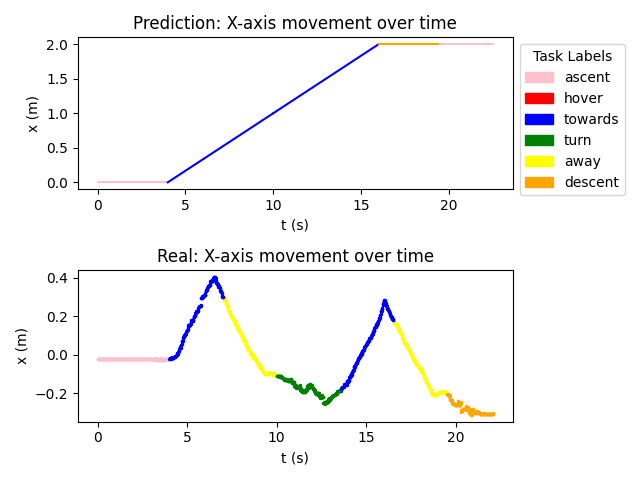 Prediction: X-axis movement over time
2.0
1.5
1.0
0.5
0.0
x (m)
0 5 10 15 20
t (s)
Task Labels
ascent
hover
towards
turn
away
descent
Real: X-axis movement over time
0.4
0.2
0.0
−0.2
x (m)
0 5 10 15 20
t (s)